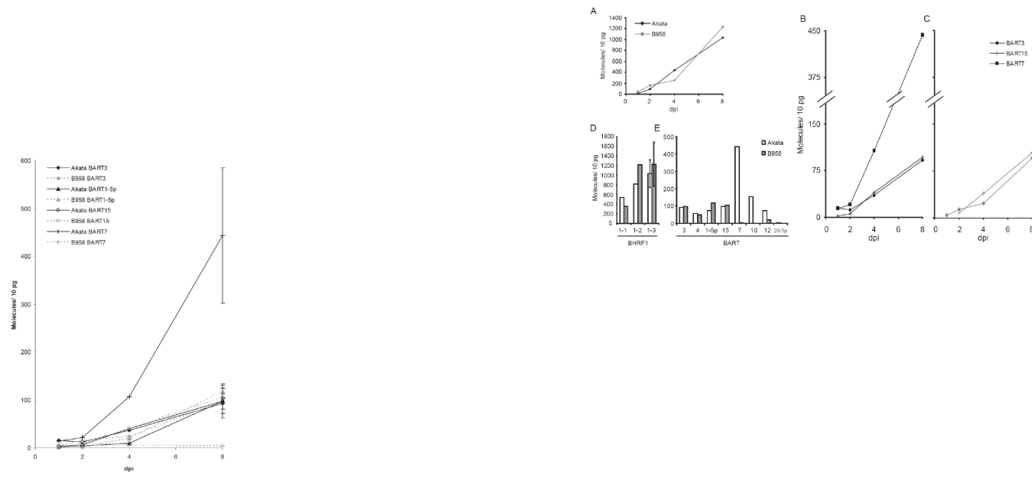 600
500
400
300
200
100
0
0 2 4 6 8
dpi
Molecules/ 10 pg
Akata BART3
B958 BART3
Akata BART1-5p
B958 BART1-5p
Akata BART15
B958 BART15
Akata BART7
B958 BART7
A
1400
1200
1000
800
600
400
200
0
0 2 4 6 8
dpi
Molecules/ 10 pg
Akata
B958
B
450
375
150
75
0
0 2 4 6 8
dpi
Molecules/ 10 pg
C
BART3
BART15
BART7
0 2 4 6 8
dpi
D
1800
1600
1400
1200
1000
800
600
400
200
0
Molecules/ 10 pg
1-1 1-2 1-3
BHRF1
E
500
400
300
200
100
0
Akata
B958
3 4 1-5p 15 7 10 12 20-5p
BART